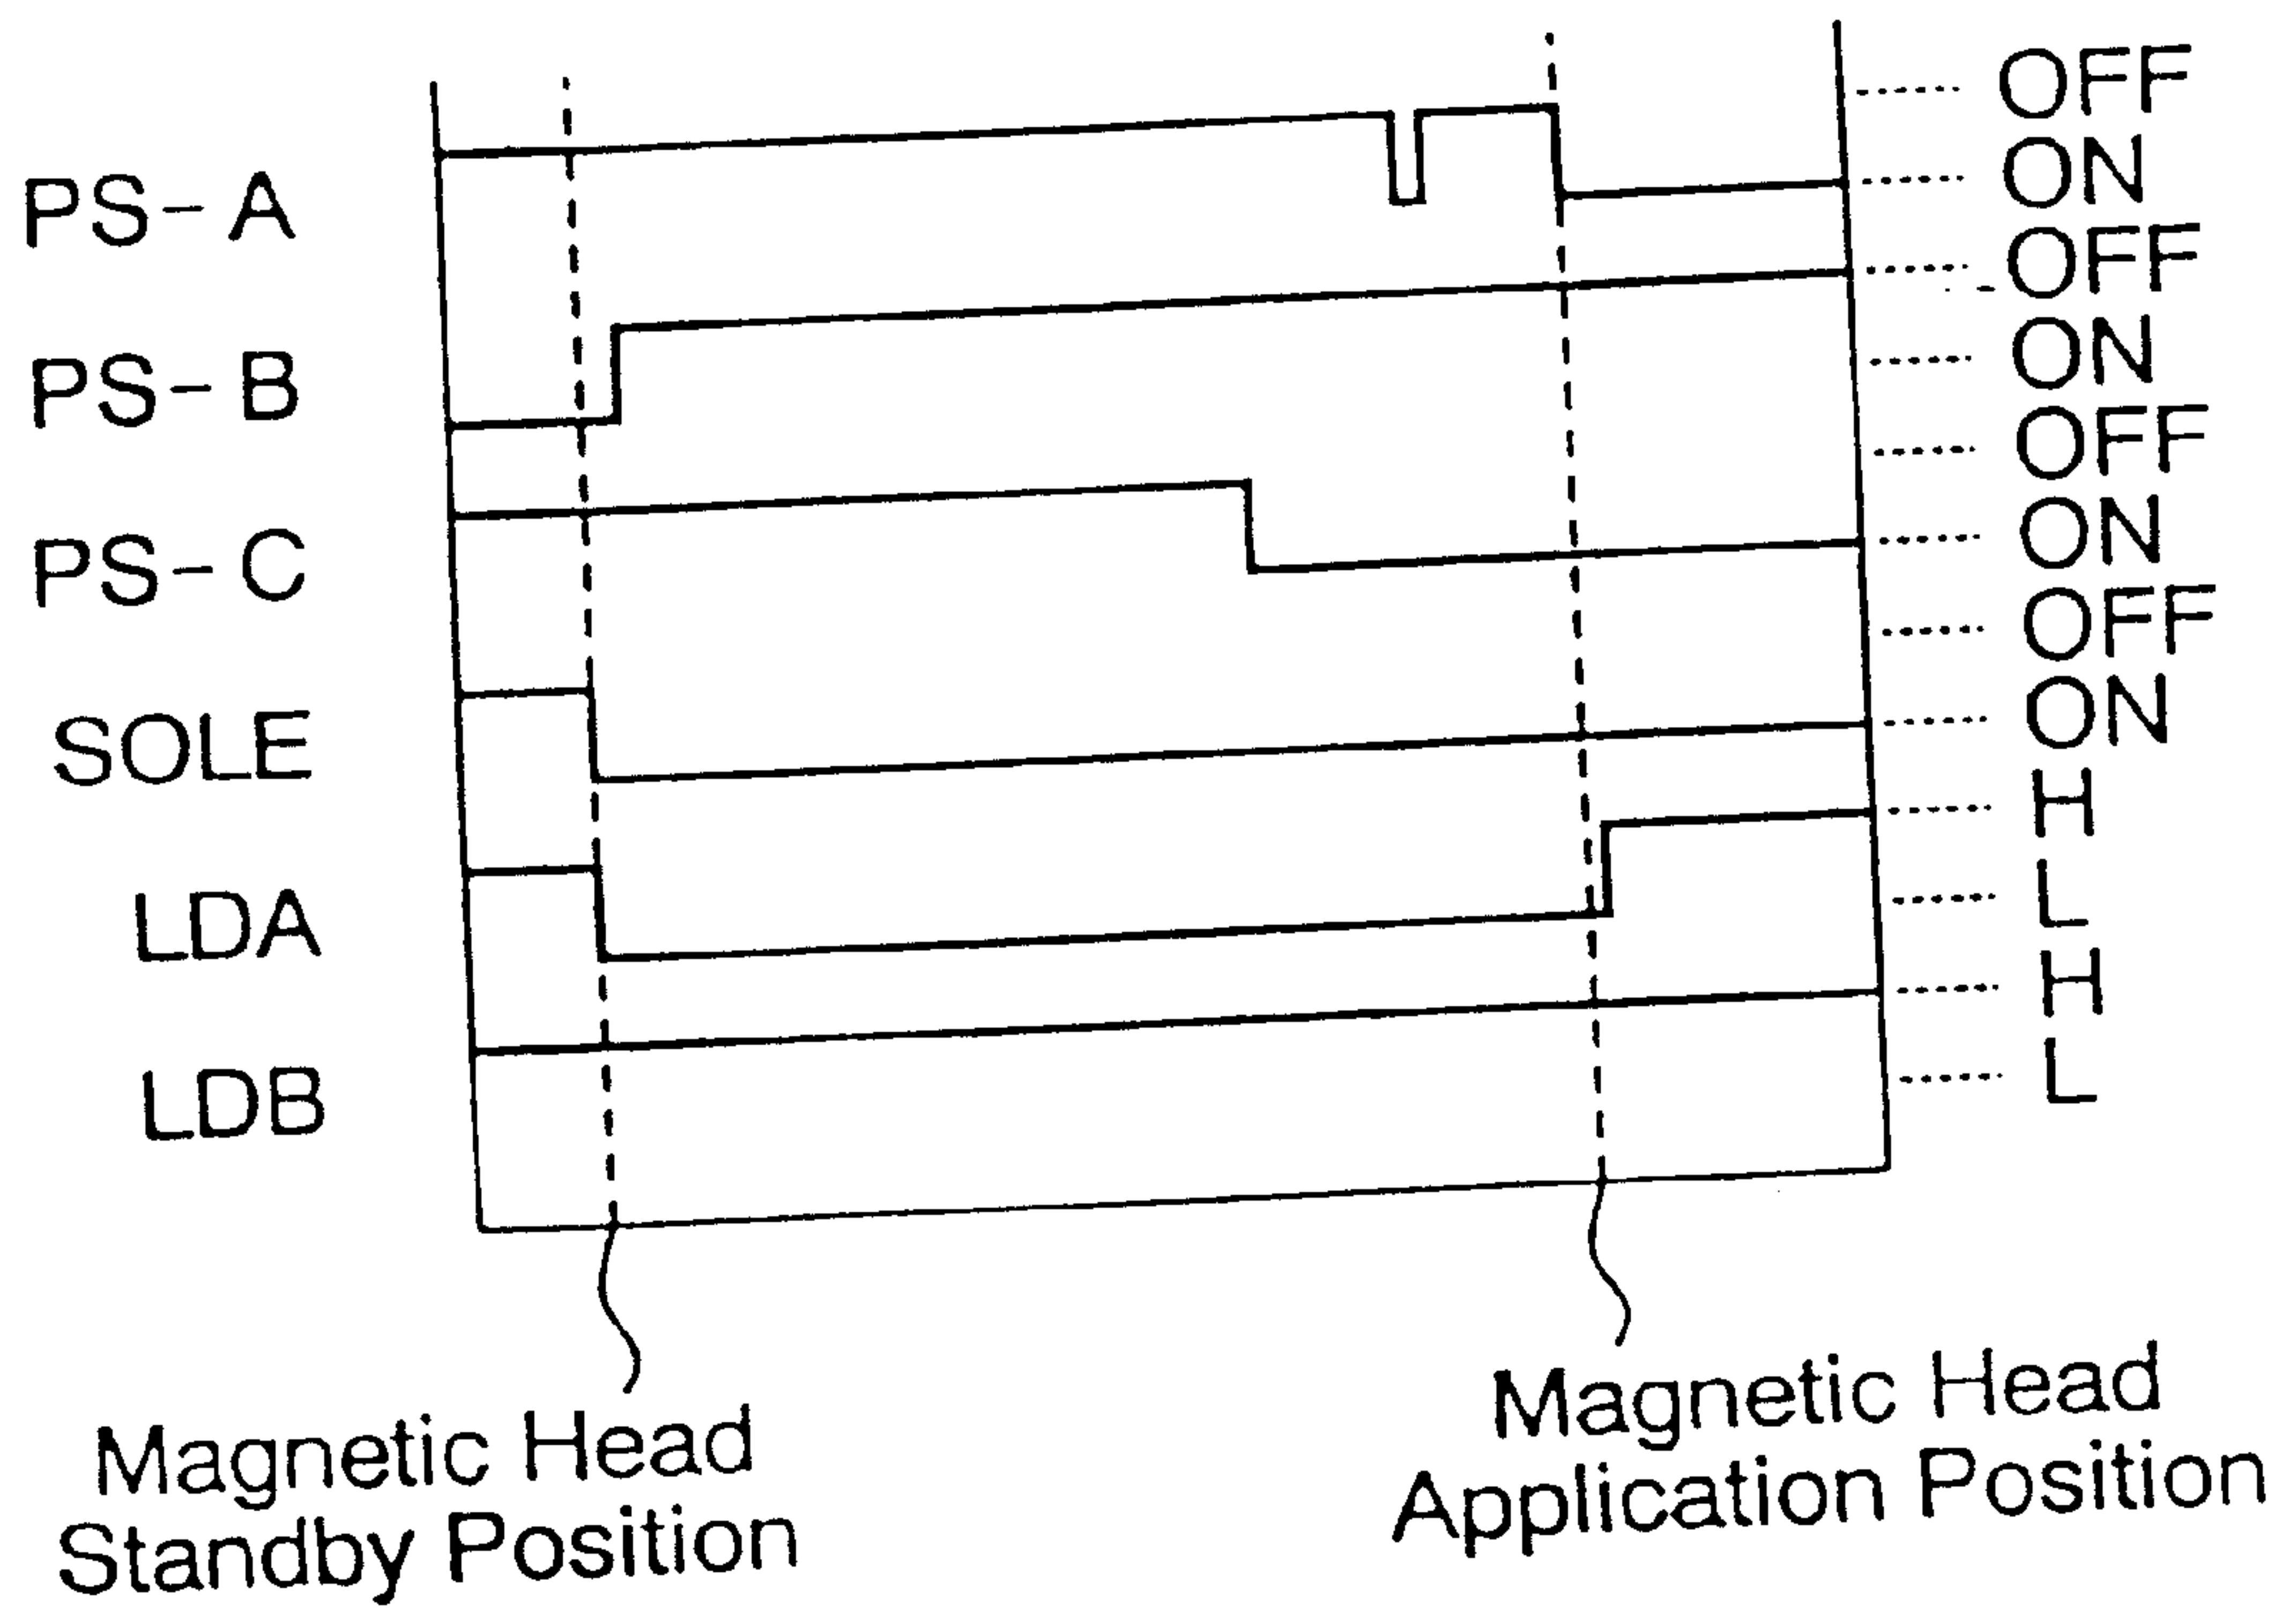 OFF
PS-A ON
OFF
PS-B ON
OFF
PS-C ON
OFF
SOLE ON
H
LDA L
H
LDB L
Magnetic Head
Standby Position
Magnetic Head
Application Position